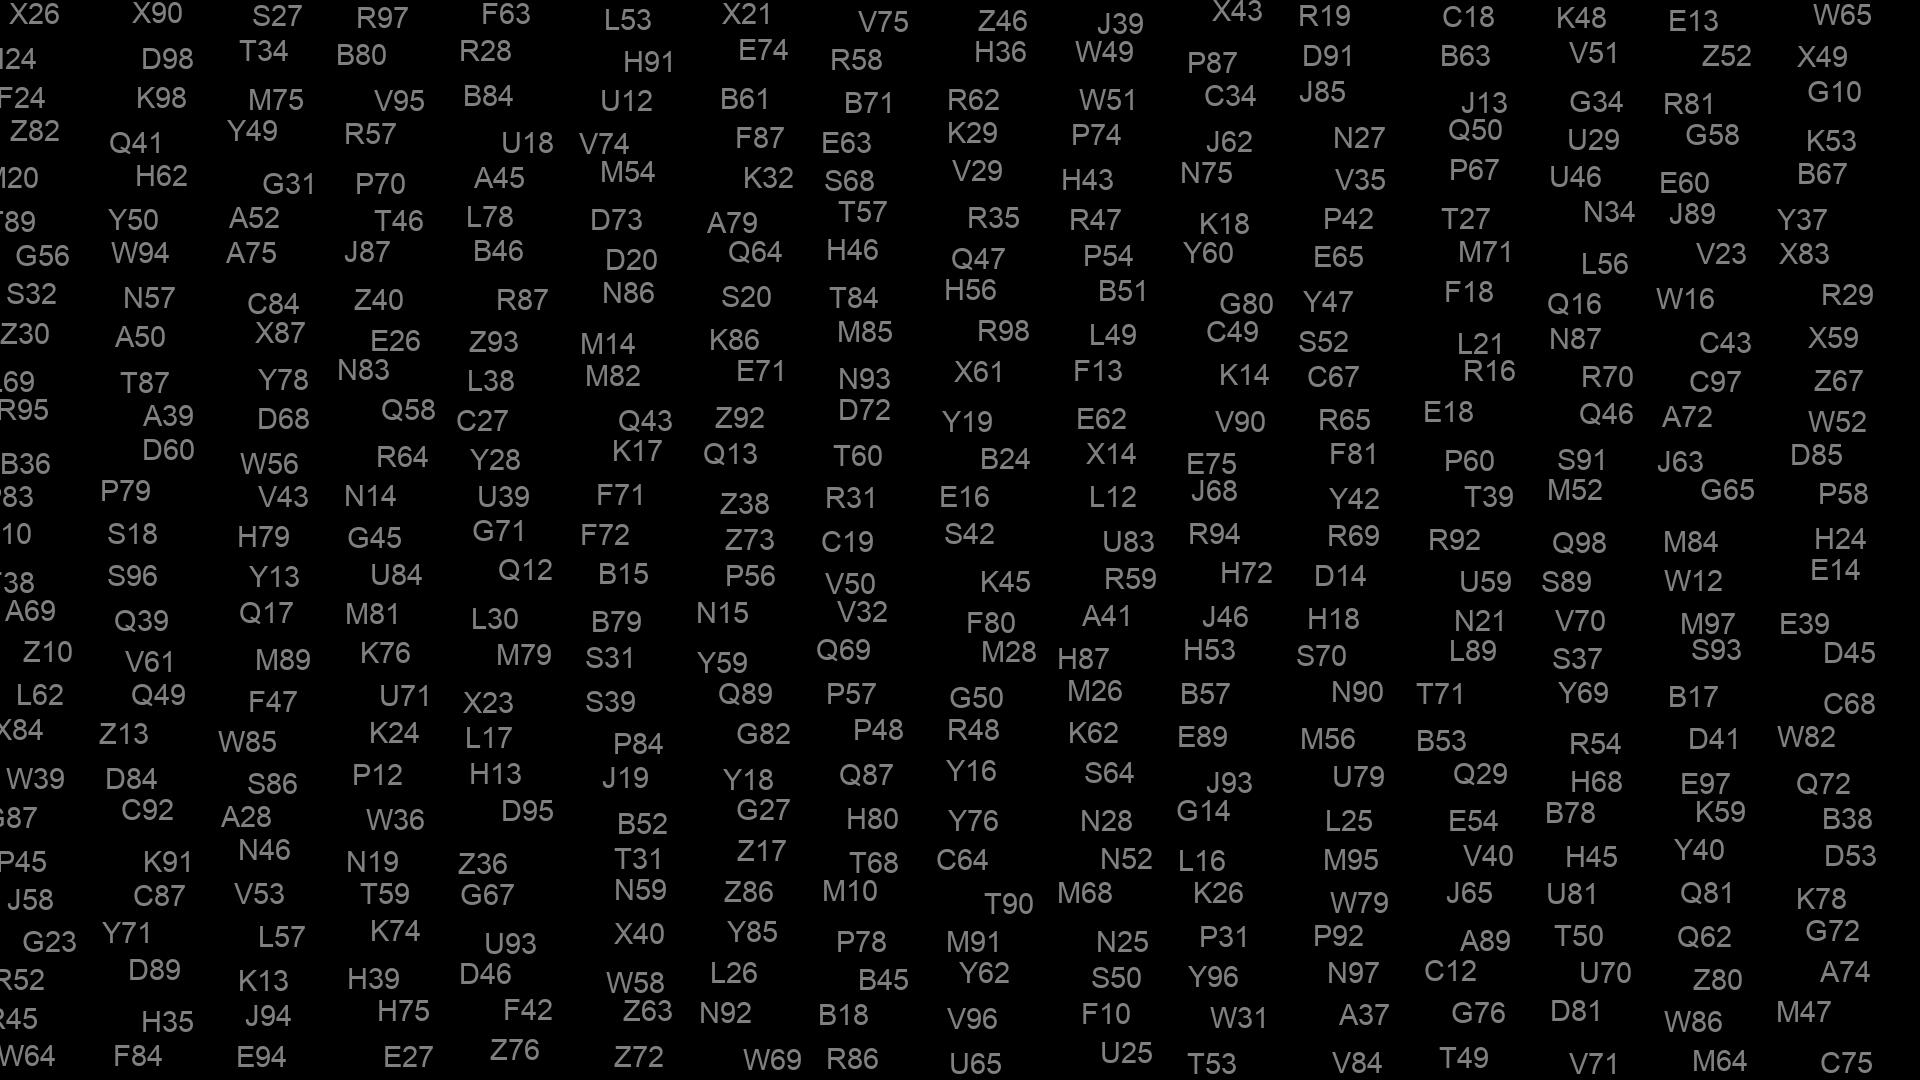 X26 X90 S27 R97 F63 L53 X21 V75 Z46 J39 X43 R19 C18 K48 E13 W65
D98 T34 B80 R28 H91 E74 R58 H36 W49 P87 D91 B63 V51 Z52 X49
F24 K98 M75 V95 B84 U12 B61 B71 R62 W51 C34 J85 J13 G34 R81 G10
Z82 Q41 Y49 R57 U18 V74 F87 E63 K29 P74 J62 N27 Q50 U29 G58 K53
M20 H62 G31 P70 A45 M54 K32 S68 V29 H43 N75 V35 P67 U46 E60 B67
T89 Y50 A52 T46 L78 D73 A79 T57 R35 R47 K18 P42 T27 N34 J89 Y37
G56 W94 A75 J87 B46 D20 Q64 H46 Q47 P54 Y60 E65 M71 L56 V23 X83
S32 N57 C84 Z40 R87 N86 S20 T84 H56 B51 G80 Y47 F18 Q16 W16 R29
Z30 A50 X87 E26 Z93 M14 K86 M85 R98 L49 C49 S52 L21 N87 C43 X59
L69 T87 Y78 N83 L38 M82 E71 N93 X61 F13 K14 C67 R16 R70 C97 Z67
R95 A39 D68 Q58 C27 Q43 Z92 D72 Y19 E62 V90 R65 E18 Q46 A72 W52
B36 D60 W56 R64 Y28 K17 Q13 T60 B24 X14 E75 F81 P60 S91 J63 D85
P83 P79 V43 N14 U39 F71 Z38 R31 E16 L12 J68 Y42 T39 M52 G65 P58
10 S18 H79 G45 G71 F72 Z73 C19 S42 U83 R94 R69 R92 Q98 M84 H24
38 S96 Y13 U84 Q12 B15 P56 V50 K45 R59 H72 D14 U59 S89 W12 E14
A69 Q39 Q17 M81 L30 B79 N15 V32 F80 A41 J46 H18 N21 V70 M97 E39
Z10 V61 M89 K76 M79 S31 Y59 Q69 M28 H87 H53 S70 L89 S37 S93 D45
L62 Q49 F47 U71 X23 S39 Q89 P57 G50 M26 B57 N90 T71 Y69 B17 C68
X84 Z13 W85 K24 L17 P84 G82 P48 R48 K62 E89 M56 B53 R54 D41 W82
W39 D84 S86 P12 H13 J19 Y18 Q87 Y16 S64 J93 U79 Q29 H68 E97 Q72
G87 C92 A28 W36 D95 B52 G27 H80 Y76 N28 G14 L25 E54 B78 K59 B38
P45 K91 N46 N19 Z36 T31 Z17 T68 C64 N52 L16 M95 V40 H45 Y40 D53
J58 C87 V53 T59 G67 N59 Z86 M10 T90 M68 K26 W79 J65 U81 Q81 K78
G23 Y71 L57 K74 U93 X40 Y85 P78 M91 N25 P31 P92 A89 T50 Q62 G72
R52 D89 K13 H39 D46 W58 L26 B45 Y62 S50 Y96 N97 C12 U70 Z80 A74
R45 H35 J94 H75 F42 Z63 N92 B18 V96 F10 W31 A37 G76 D81 W86 M47
W64 F84 E94 E27 Z76 Z72 W69 R86 U65 U25 T53 V84 T49 V71 M64 C75